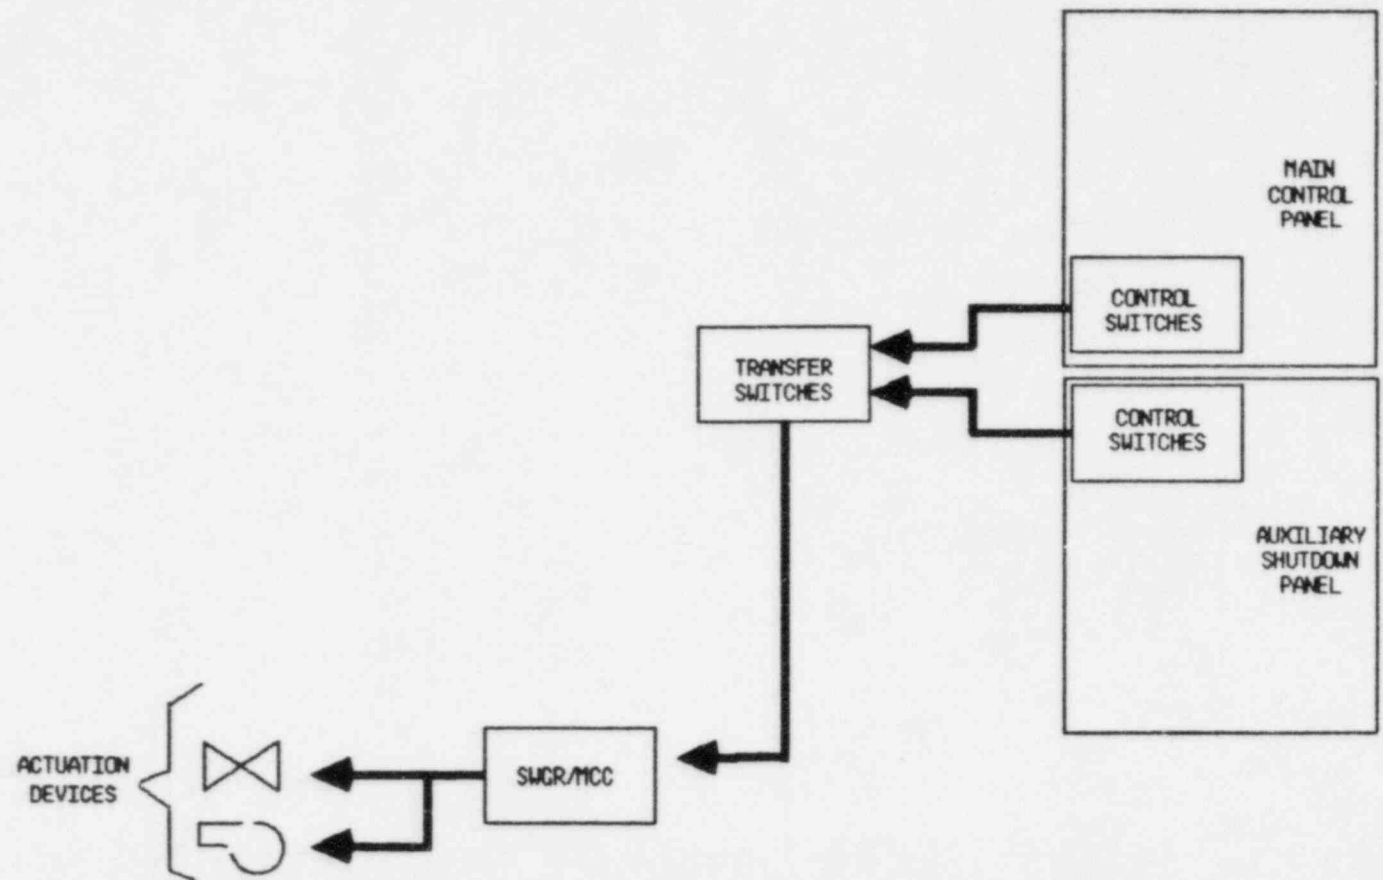 MAIN
CONTROL
PANEL
CONTROL
SWITCHES
TRANSFER
SWITCHES
CONTROL
SWITCHES
AUXILIARY
SHUTDOWN
PANEL
ACTUATION
DEVICES
SWGR/MCC